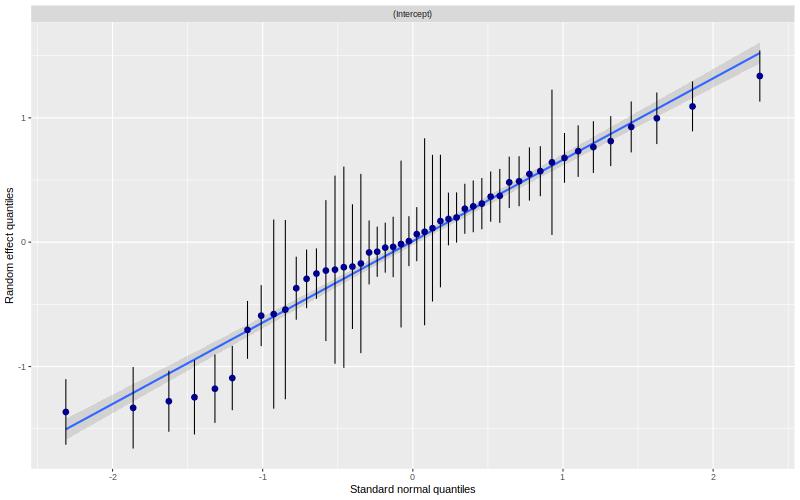 (Intercept)
Random effect quantiles
1
0
-1
-2
-1
0
1
2
Standard normal quantiles